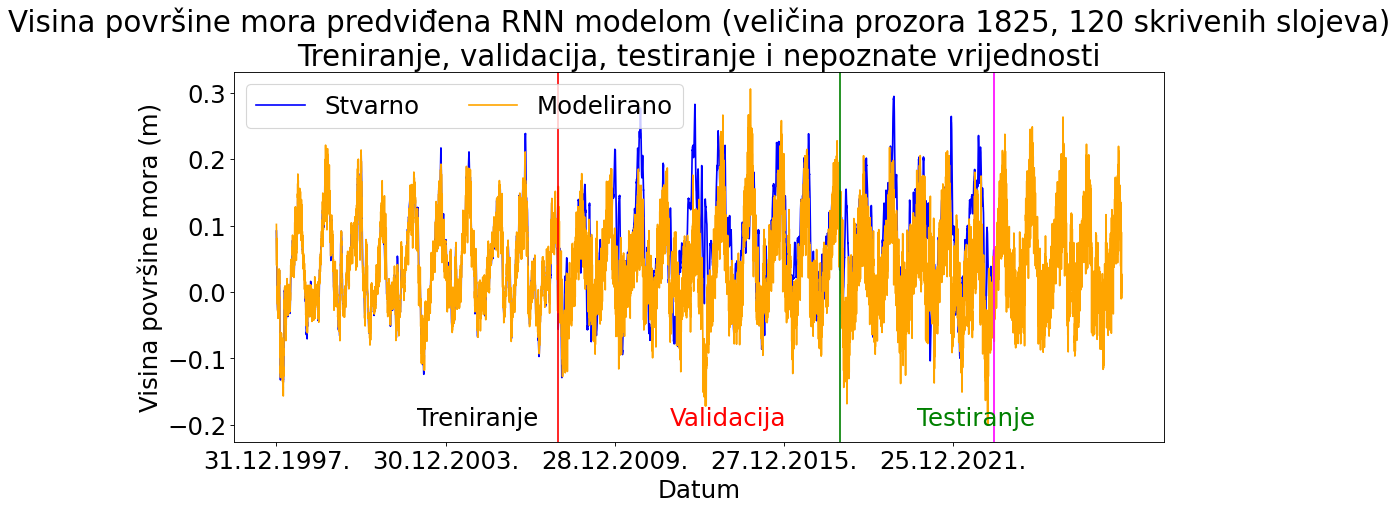 Visina površine mora predviđena RNN modelom (veličina prozora 1825, 120 skrivenih slojeva)
Treniranje, validacija, testiranje i nepoznate vrijednosti
Stvarno
Modelirano
Visina površine mora (m)
0.3
0.2
0.1
0.0
−0.1
−0.2
Treniranje
Validacija
Testiranje
31.12.1997.
30.12.2003.
28.12.2009.
27.12.2015.
25.12.2021.
Datum